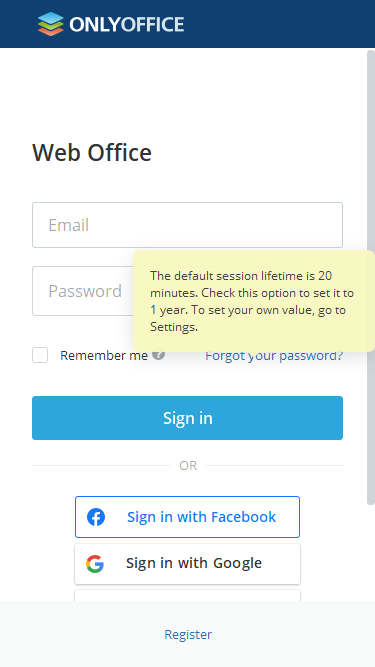 ONLYOFFICE
Web Office
Email
Password
The default session lifetime is 20
minutes. Check this option to set it to
1 year. To set your own value, go to
Settings.
Remember me ?
Forgot your password?
Sign in
OR
Sign in with Facebook
Sign in with Google
Register